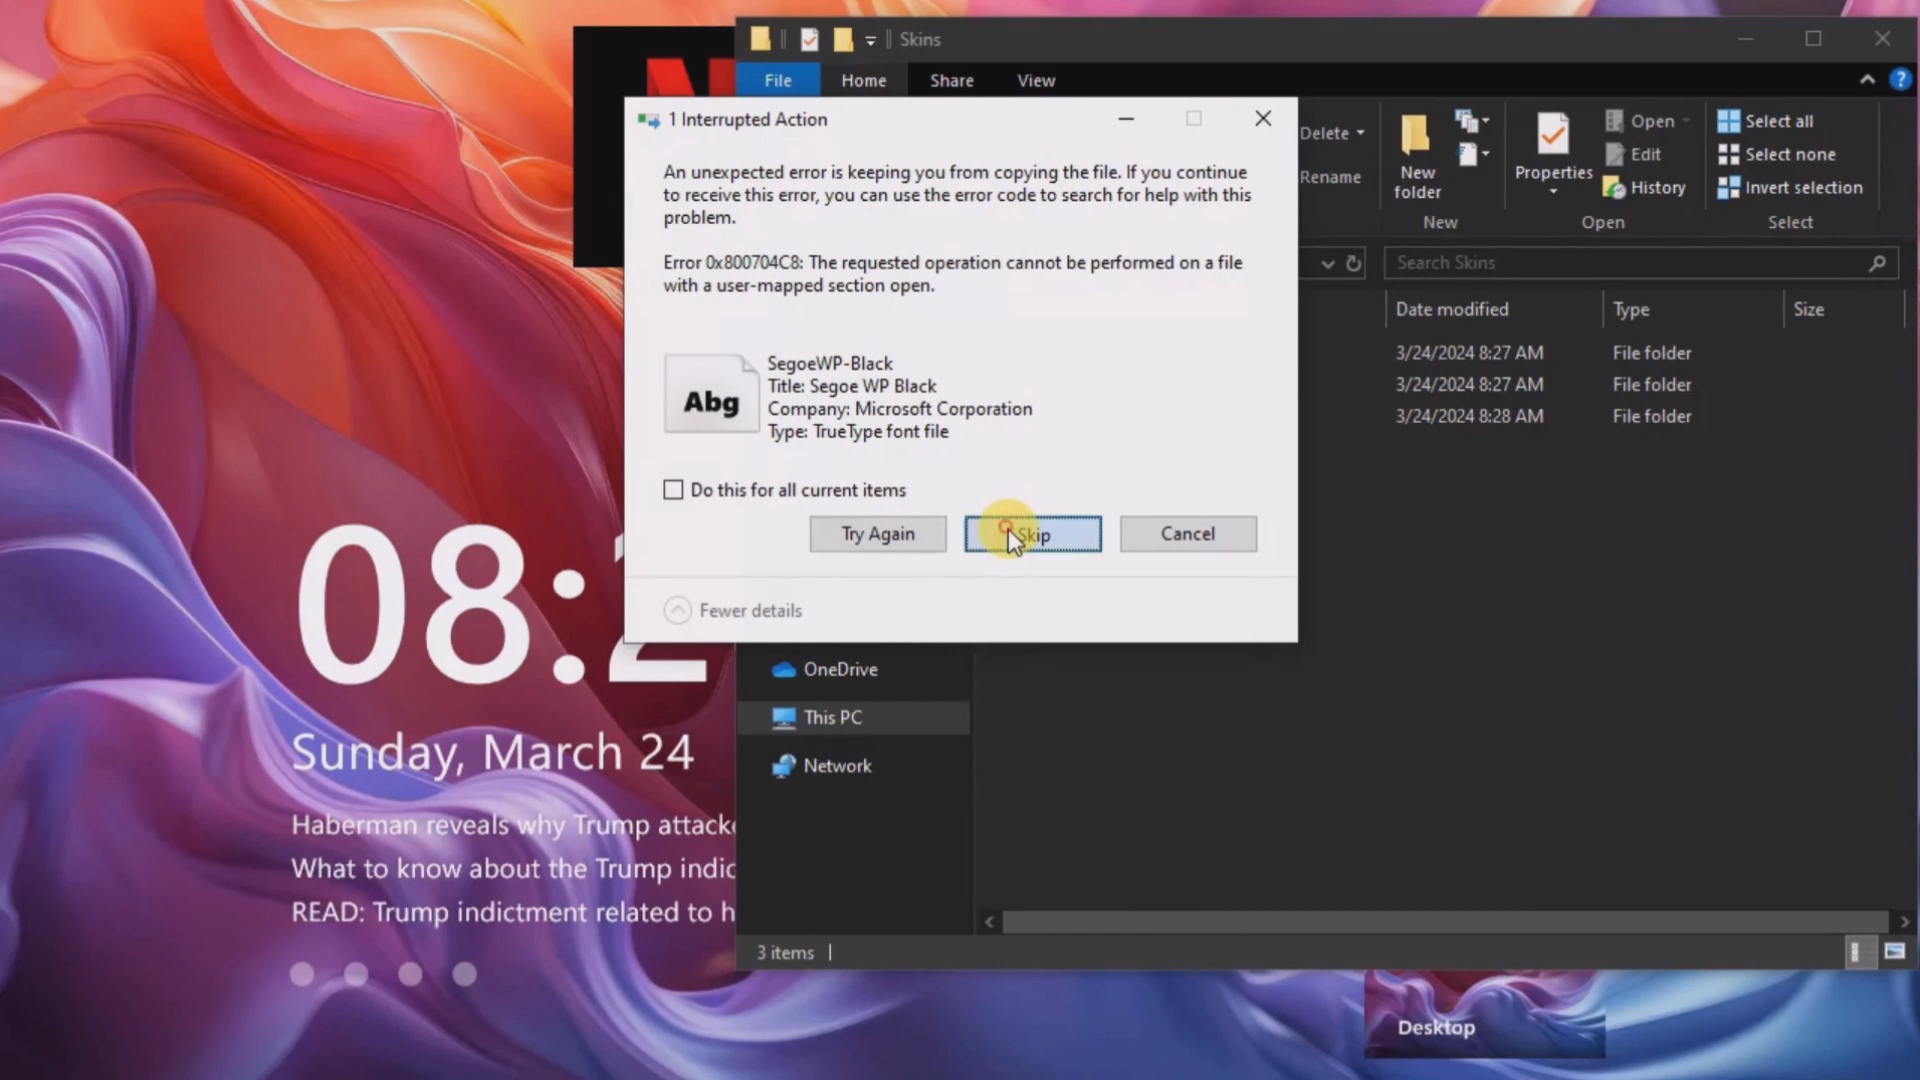 Skins
File
Home
Share
View
1 Interrupted Action
An unexpected error is keeping you from copying the file. If you continue
to receive this error, you can use the error code to search for help with this
problem.
Error 0x800704C8: The requested operation cannot be performed on a file
with a user-mapped section open.
SegoeWP-Black
Title: Segoe WP Black
Company: Microsoft Corporation
Type: TrueType font file
Abg
Do this for all current items
Try Again
Skip
Cancel
Fewer details
Delete
Rename
New
folder
New
Properties
Open
Edit
History
Open
Select all
Select none
Invert selection
Select
Search Skins
Date modified
Type
Size
3/24/2024 8:27 AM
File folder
3/24/2024 8:27 AM
File folder
3/24/2024 8:28 AM
File folder
OneDrive
This PC
Network
3 items
08:2
Sunday, March 24
Haberman reveals why Trump attack
What to know about the Trump indic
READ: Trump indictment related to h
Desktop